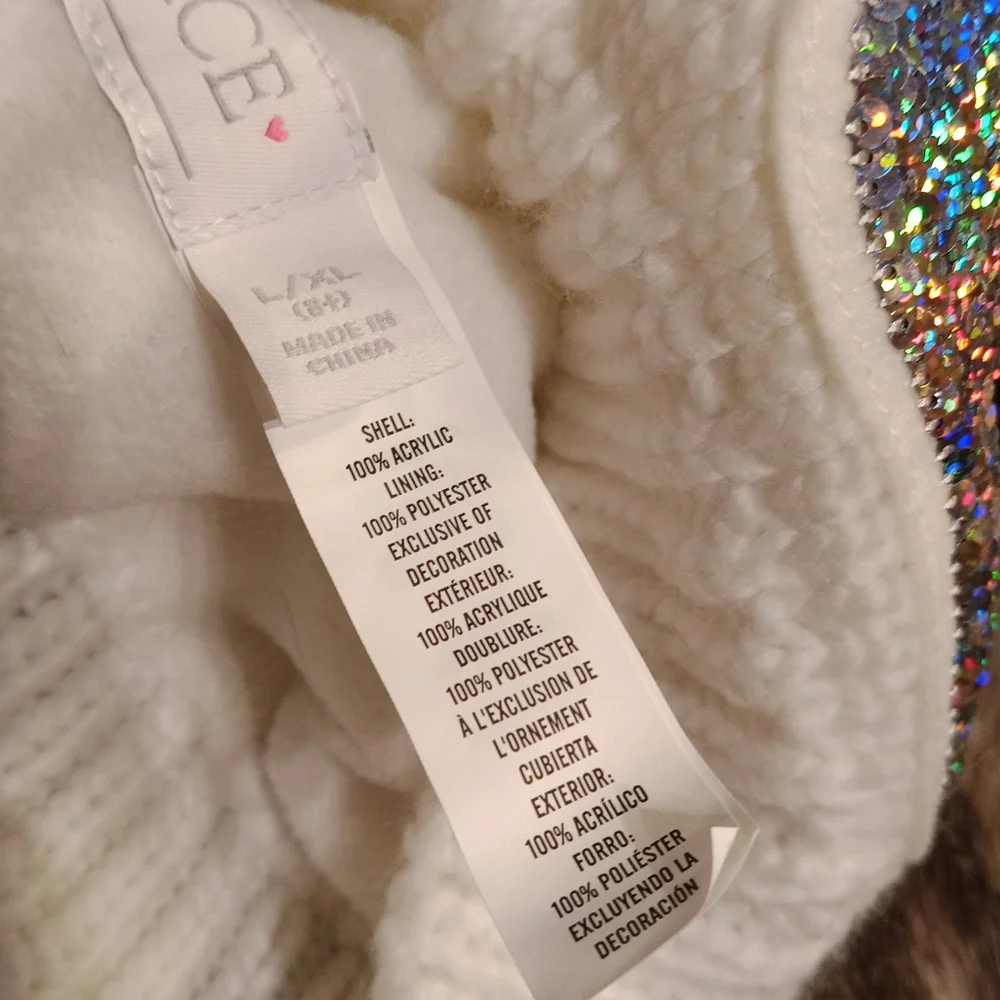 CE
L/XL
(8+)
MADE IN
CHINA
SHELL:
100% ACRYLIC
LINING:
100% POLYESTER
EXCLUSIVE OF
DECORATION
EXTÉRIEUR:
100% ACRYLIQUE
DOUBLURE:
100% POLYESTER
À L'EXCLUSION DE
L'ORNEMENT
CUBIERTA
EXTERIOR:
100% ACRÍLICO
FORRO:
100% POLIÉSTER
EXCLUYENDO LA
DECORACIÓN